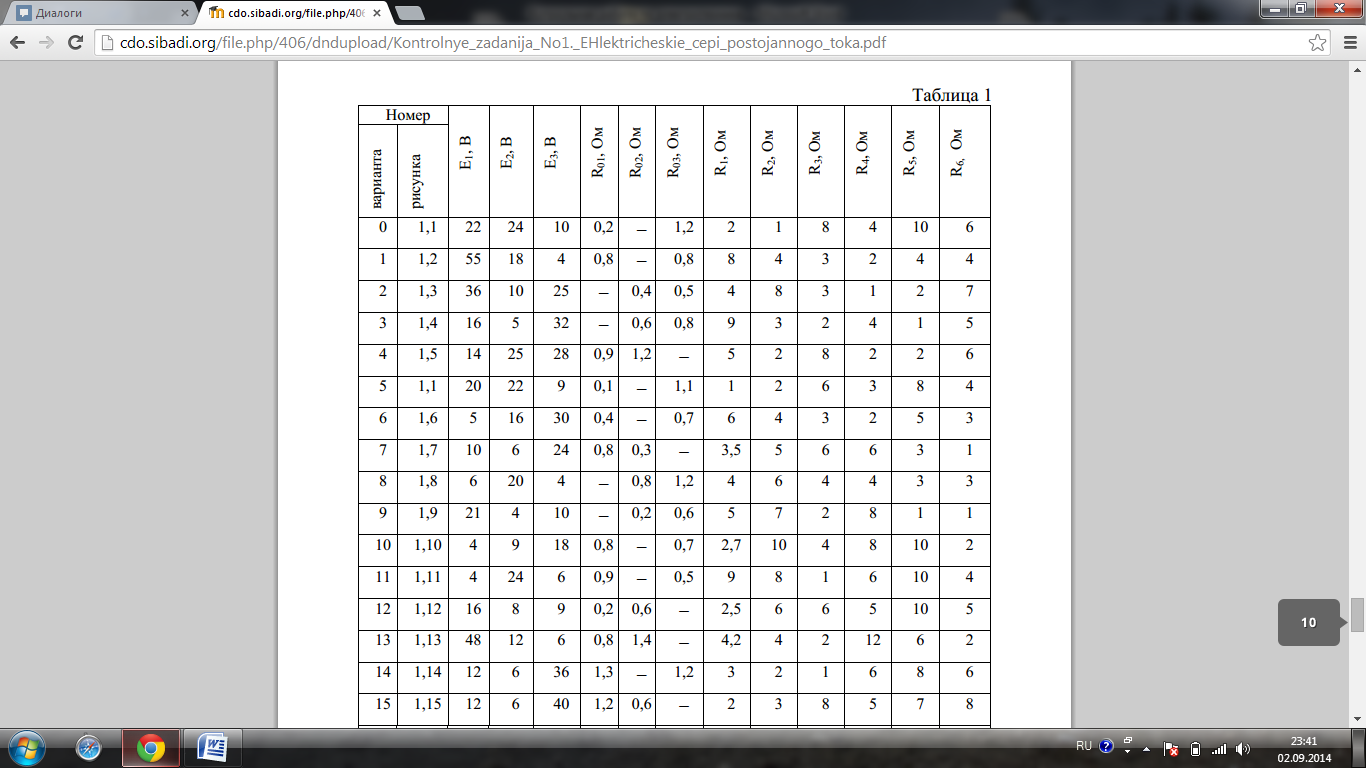 Диалоги
cdo.sibadi.org/file.php/406
cdo.sibadi.org/file.php/406/dndupload/Kontrolnye_zadanija_No1._EHlektricheskie_cepi_postojannogo_toka.pdf
Таблица 1
Номер
варианта рисунка E1, В E2, В E3, В R01, Ом R02, Ом R03, Ом R1, Ом R2, Ом R3, Ом R4, Ом R5, Ом R6, Ом
0 1,1 22 24 10 0,2 – 1,2 2 1 8 4 10 6
1 1,2 55 18 4 0,8 – 0,8 8 4 3 2 4 4
2 1,3 36 10 25 – 0,4 0,5 4 8 3 1 2 7
3 1,4 16 5 32 – 0,6 0,8 9 3 2 4 1 5
4 1,5 14 25 28 0,9 1,2 – 5 2 8 2 2 6
5 1,1 20 22 9 0,1 – 1,1 1 2 6 3 8 4
6 1,6 5 16 30 0,4 – 0,7 6 4 3 2 5 3
7 1,7 10 6 24 0,8 0,3 – 3,5 5 6 6 3 1
8 1,8 6 20 4 – 0,8 1,2 4 6 4 4 3 3
9 1,9 21 4 10 – 0,2 0,6 5 7 2 8 1 1
10 1,10 4 9 18 0,8 – 0,7 2,7 10 4 8 10 2
11 1,11 4 24 6 0,9 – 0,5 9 8 1 6 10 4
12 1,12 16 8 9 0,2 0,6 – 2,5 6 6 5 10 5
13 1,13 48 12 6 0,8 1,4 – 4,2 4 2 12 6 2
14 1,14 12 6 36 1,3 – 1,2 3 2 1 6 8 6
15 1,15 12 6 40 1,2 0,6 – 2 3 8 5 7 8
10
RU
23:41
02.09.2014